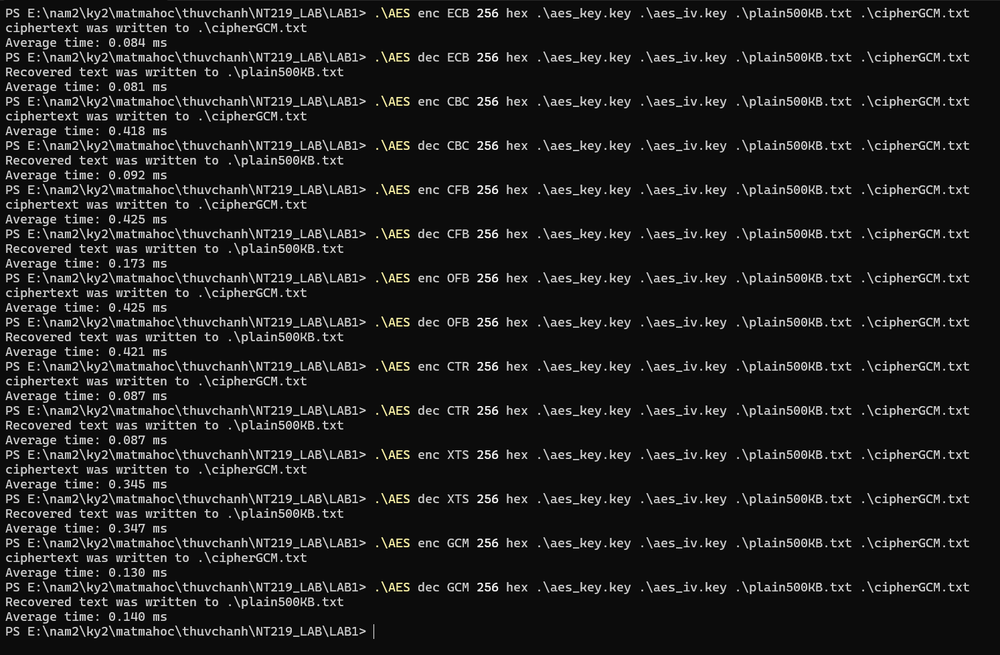 PS E:\nam2\ky2\matmahoc\thuvchanh\NT219_LAB\LAB1> .\AES enc ECB 256 hex .\aes_key.key .\aes_iv.key .\plain500KB.txt .\cipherGCM.txt
ciphertext was written to .\cipherGCM.txt
Average time: 0.084 ms
PS E:\nam2\ky2\matmahoc\thuvchanh\NT219_LAB\LAB1> .\AES dec ECB 256 hex .\aes_key.key .\aes_iv.key .\plain500KB.txt .\cipherGCM.txt
Recovered text was written to .\plain500KB.txt
Average time: 0.081 ms
PS E:\nam2\ky2\matmahoc\thuvchanh\NT219_LAB\LAB1> .\AES enc CBC 256 hex .\aes_key.key .\aes_iv.key .\plain500KB.txt .\cipherGCM.txt
ciphertext was written to .\cipherGCM.txt
Average time: 0.418 ms
PS E:\nam2\ky2\matmahoc\thuvchanh\NT219_LAB\LAB1> .\AES dec CBC 256 hex .\aes_key.key .\aes_iv.key .\plain500KB.txt .\cipherGCM.txt
Recovered text was written to .\plain500KB.txt
Average time: 0.092 ms
PS E:\nam2\ky2\matmahoc\thuvchanh\NT219_LAB\LAB1> .\AES enc CFB 256 hex .\aes_key.key .\aes_iv.key .\plain500KB.txt .\cipherGCM.txt
ciphertext was written to .\cipherGCM.txt
Average time: 0.425 ms
PS E:\nam2\ky2\matmahoc\thuvchanh\NT219_LAB\LAB1> .\AES dec CFB 256 hex .\aes_key.key .\aes_iv.key .\plain500KB.txt .\cipherGCM.txt
Recovered text was written to .\plain500KB.txt
Average time: 0.173 ms
PS E:\nam2\ky2\matmahoc\thuvchanh\NT219_LAB\LAB1> .\AES enc OFB 256 hex .\aes_key.key .\aes_iv.key .\plain500KB.txt .\cipherGCM.txt
ciphertext was written to .\cipherGCM.txt
Average time: 0.425 ms
PS E:\nam2\ky2\matmahoc\thuvchanh\NT219_LAB\LAB1> .\AES dec OFB 256 hex .\aes_key.key .\aes_iv.key .\plain500KB.txt .\cipherGCM.txt
Recovered text was written to .\plain500KB.txt
Average time: 0.421 ms
PS E:\nam2\ky2\matmahoc\thuvchanh\NT219_LAB\LAB1> .\AES enc CTR 256 hex .\aes_key.key .\aes_iv.key .\plain500KB.txt .\cipherGCM.txt
ciphertext was written to .\cipherGCM.txt
Average time: 0.087 ms
PS E:\nam2\ky2\matmahoc\thuvchanh\NT219_LAB\LAB1> .\AES dec CTR 256 hex .\aes_key.key .\aes_iv.key .\plain500KB.txt .\cipherGCM.txt
Recovered text was written to .\plain500KB.txt
Average time: 0.087 ms
PS E:\nam2\ky2\matmahoc\thuvchanh\NT219_LAB\LAB1> .\AES enc XTS 256 hex .\aes_key.key .\aes_iv.key .\plain500KB.txt .\cipherGCM.txt
ciphertext was written to .\cipherGCM.txt
Average time: 0.345 ms
PS E:\nam2\ky2\matmahoc\thuvchanh\NT219_LAB\LAB1> .\AES dec XTS 256 hex .\aes_key.key .\aes_iv.key .\plain500KB.txt .\cipherGCM.txt
Recovered text was written to .\plain500KB.txt
Average time: 0.347 ms
PS E:\nam2\ky2\matmahoc\thuvchanh\NT219_LAB\LAB1> .\AES enc GCM 256 hex .\aes_key.key .\aes_iv.key .\plain500KB.txt .\cipherGCM.txt
ciphertext was written to .\cipherGCM.txt
Average time: 0.130 ms
PS E:\nam2\ky2\matmahoc\thuvchanh\NT219_LAB\LAB1> .\AES dec GCM 256 hex .\aes_key.key .\aes_iv.key .\plain500KB.txt .\cipherGCM.txt
Recovered text was written to .\plain500KB.txt
Average time: 0.140 ms
PS E:\nam2\ky2\matmahoc\thuvchanh\NT219_LAB\LAB1>